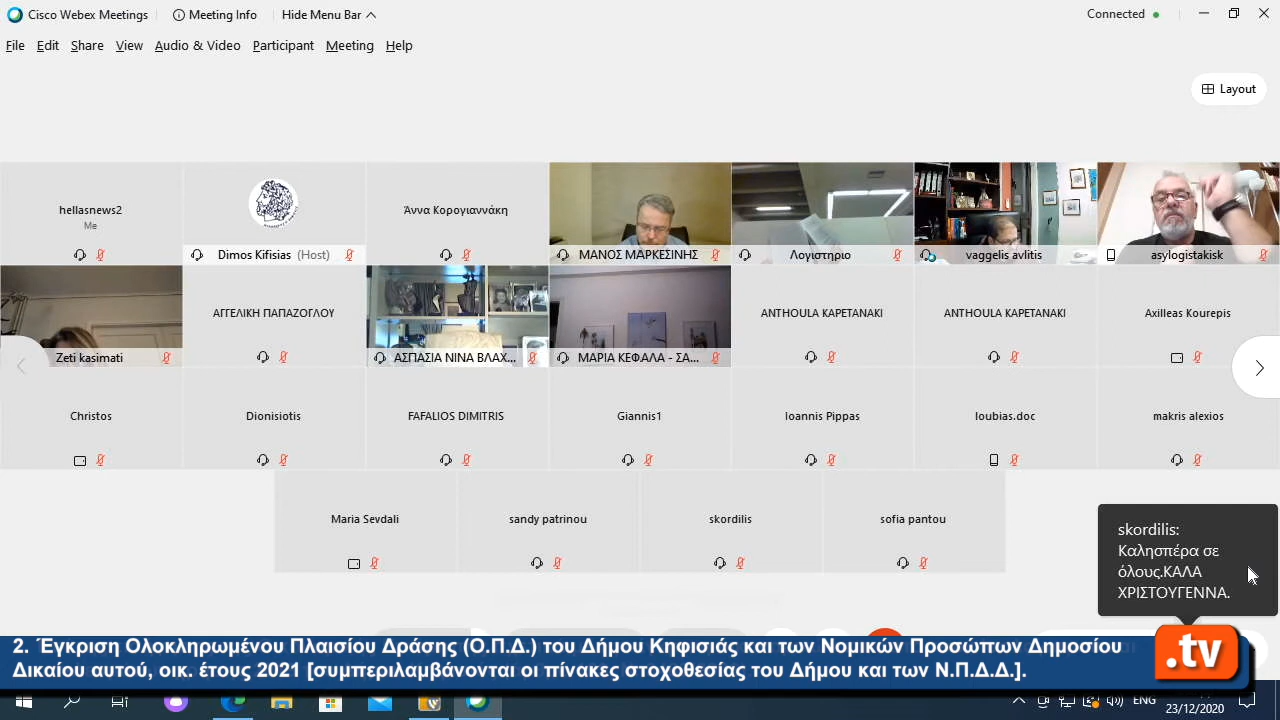 Cisco Webex Meetings
Meeting Info
Hide Menu Bar
Connected
File Edit Share View Audio & Video Participant Meeting Help
Layout
hellasnews2
Me
Dimos Kifisias (Host)
Άννα Κορογιαννάκη
ΜΑΝΟΣ ΜΑΡΚΕΣΙΝΗΣ
Λογιστηριο
vaggelis avlitis
asylogistakisk
Zeti kasimati
ΑΓΓΕΛΙΚΗ ΠΑΠΑΖΟΓΛΟΥ
ΑΣΠΑΣΙΑ ΝΙΝΑ ΒΛΑΧ...
ΜΑΡΙΑ ΚΕΦΑΛΑ - ΣΑ...
ANTHOULA KAPETANAKI
ANTHOULA KAPETANAKI
Axilleas Kourepis
Christos
Dionisiotis
FAFALIOS DIMITRIS
Giannis1
Ioannis Pippas
loubias.doc
makris alexios
Maria Sevdali
sandy patrinou
skordilis
sofia pantou
skordilis:
Καλησπέρα σε
όλους.ΚΑΛΑ
ΧΡΙΣΤΟΥΓΕΝΝΑ.
2. Έγκριση Ολοκληρωμένου Πλαισίου Δράσης (Ο.Π.Δ.) του Δήμου Κηφισιάς και των Νομικών Προσώπων Δημοσίου
Δικαίου αυτού, οικ. έτους 2021 [συμπεριλαμβάνονται οι πίνακες στοχοθεσίας του Δήμου και των Ν.Π.Δ.Δ.].
.tv
ENG
23/12/2020